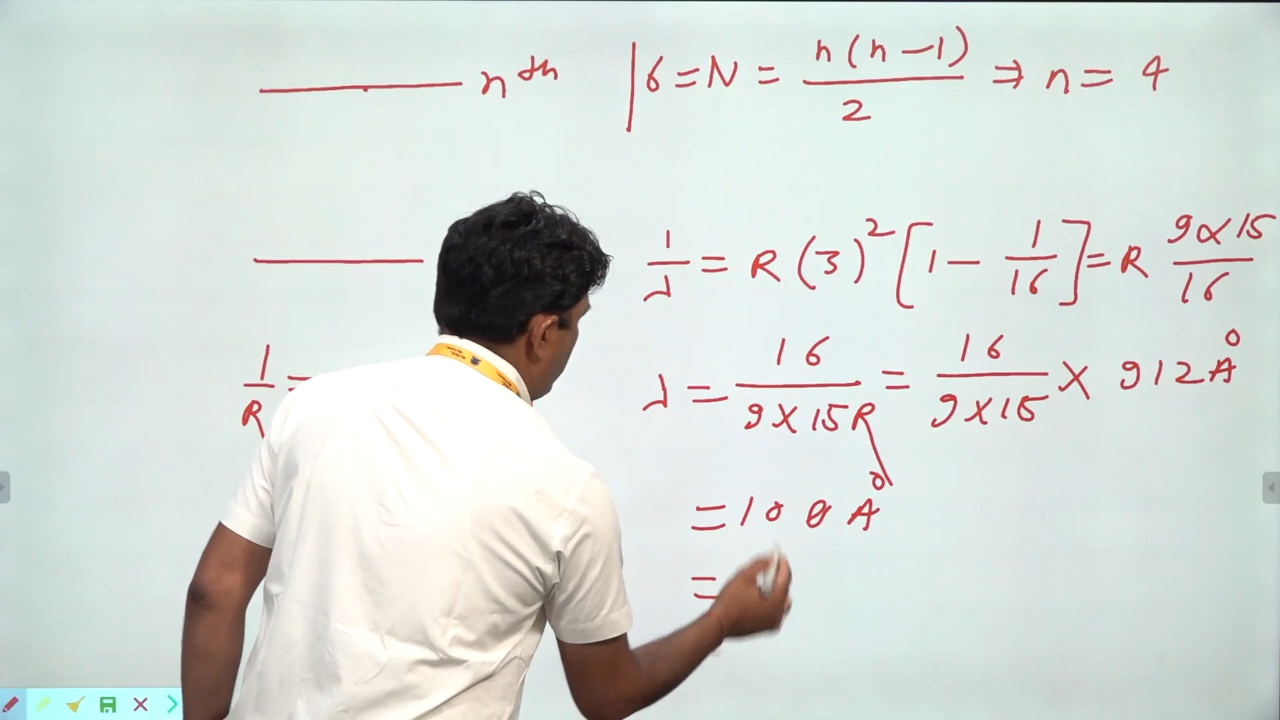 nth | 6 = N = n(n-1)/2 ⇒ n = 4
1/λ = R(3)²[1 - 1/16] = R 9×15/16
1/R =
λ = 16/9×15R = 16/9×15 × 912 A°
= 108 A°
=